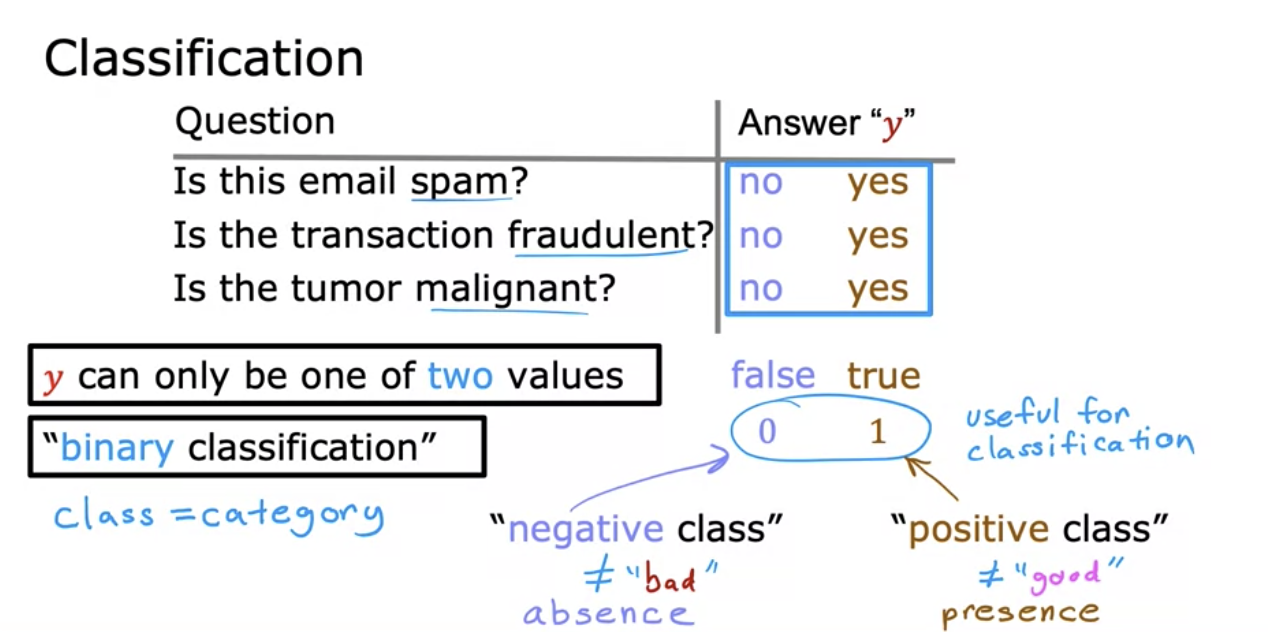 Classification
Question Answer “y”
Is this email spam? no yes
Is the transaction fraudulent? no yes
Is the tumor malignant? no yes
y can only be one of two values false true
“binary classification” 0 1 useful for
classification
class = category
“negative class” “positive class”
≠ “bad” ≠ “good”
absence presence